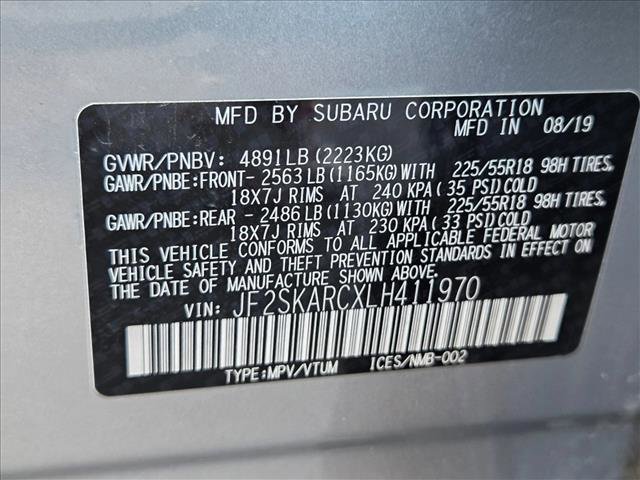 MFD BY SUBARU CORPORATION
MFD IN 08/19
GVWR/PNBV: 4891LB(2223KG)
GAWR/PNBE:FRONT- 2563LB(1165KG)WITH 225/55R18 98H TIRES.
18X7J RIMS AT 240 KPA(35 PSI)COLD
GAWR/PNBE:REAR - 2486LB(1130KG)WITH 225/55R18 98H TIRES.
18X7J RIMS AT 230 KPA(33 PSI)COLD
THIS VEHICLE CONFORMS TO ALL APPLICABLE FEDERAL MOTOR
VEHICLE SAFETY AND THEFT PREVENTION STANDARDS IN EFFECT ON
THE DATE OF MANUFACTURE SHOWN ABOVE.
VIN: JF2SKARCXLH411970
TYPE:MPV/VTUM ICES/NMB-002